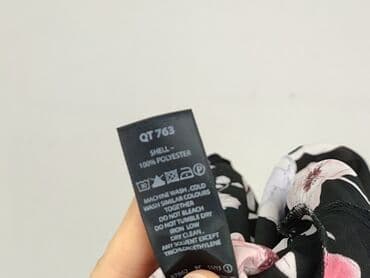 QT 763
SHELL -
100% POLYESTER
MACHINE WASH COLD
WASH SIMILAR COLOURS
TOGETHER
DO NOT BLEACH
DO NOT TUMBLE DRY
IRON LOW
DRY CLEAN
ANY SOLVENT EXCEPT
TRICHLOROETHYLENE